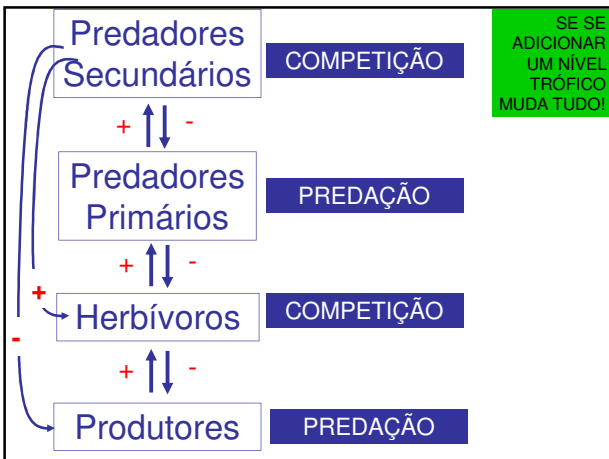 Predadores
Secundários
COMPETIÇÃO
SE SE
ADICIONAR
UM NÍVEL
TRÓFICO
MUDA TUDO!
+ -
Predadores
Primários
PREDAÇÃO
+ -
+
Herbívoros
COMPETIÇÃO
-
+ -
Produtores
PREDAÇÃO